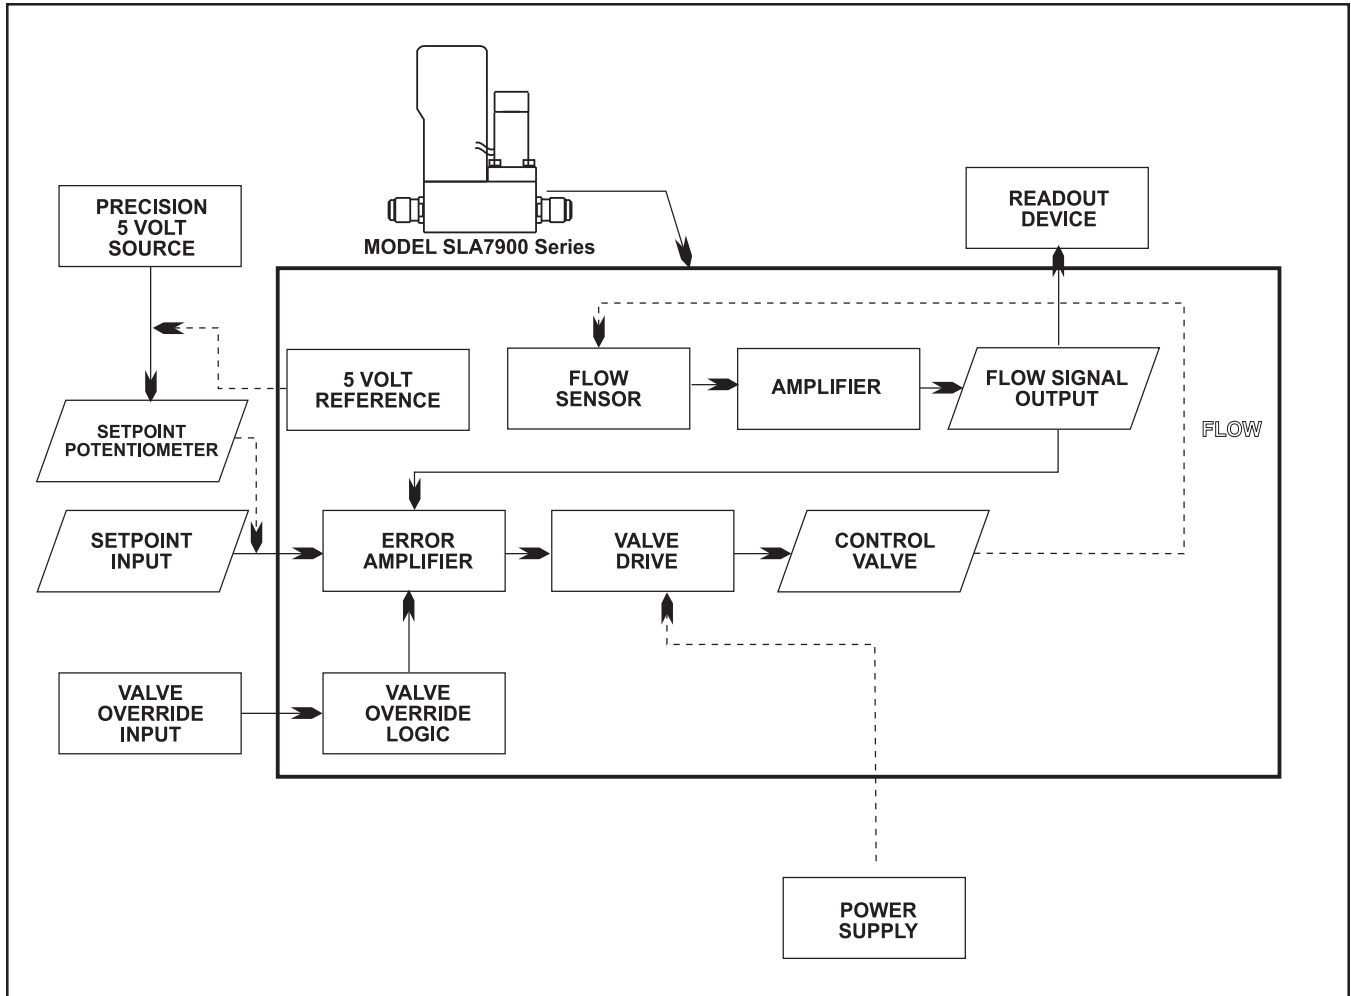 MODEL SLA7900 Series
PRECISION
5 VOLT
SOURCE
READOUT
DEVICE
5 VOLT
REFERENCE
FLOW
SENSOR
AMPLIFIER
FLOW SIGNAL
OUTPUT
FLOW
SETPOINT
POTENTIOMETER
SETPOINT
INPUT
ERROR
AMPLIFIER
VALVE
DRIVE
CONTROL
VALVE
VALVE
OVERRIDE
INPUT
VALVE
OVERRIDE
LOGIC
POWER
SUPPLY